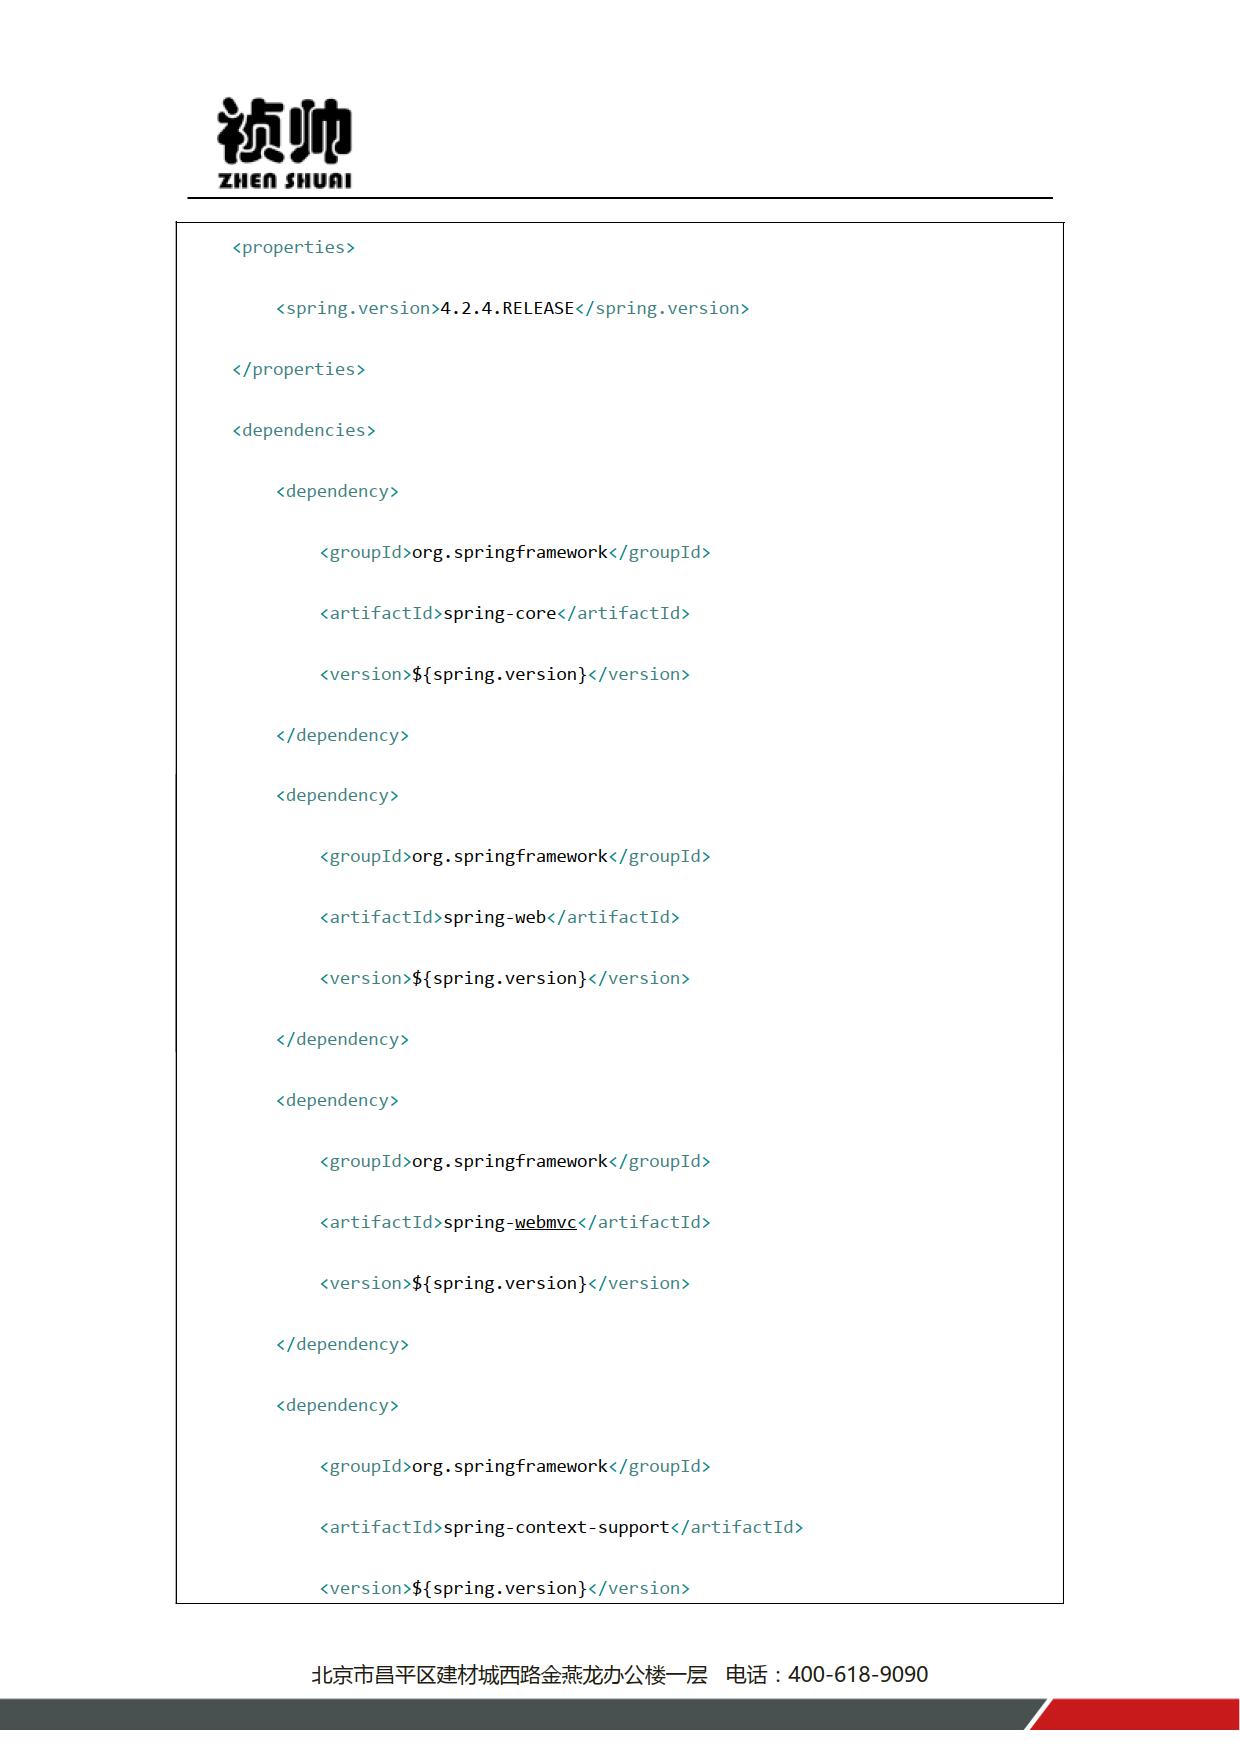 祯帅
ZHEN SHUAI
<properties>
<spring.version>4.2.4.RELEASE</spring.version>
</properties>
<dependencies>
<dependency>
<groupId>org.springframework</groupId>
<artifactId>spring-core</artifactId>
<version>${spring.version}</version>
</dependency>
<dependency>
<groupId>org.springframework</groupId>
<artifactId>spring-web</artifactId>
<version>${spring.version}</version>
</dependency>
<dependency>
<groupId>org.springframework</groupId>
<artifactId>spring-webmvc</artifactId>
<version>${spring.version}</version>
</dependency>
<dependency>
<groupId>org.springframework</groupId>
<artifactId>spring-context-support</artifactId>
<version>${spring.version}</version>
北京市昌平区建材城西路金燕龙办公楼一层 电话：400-618-9090